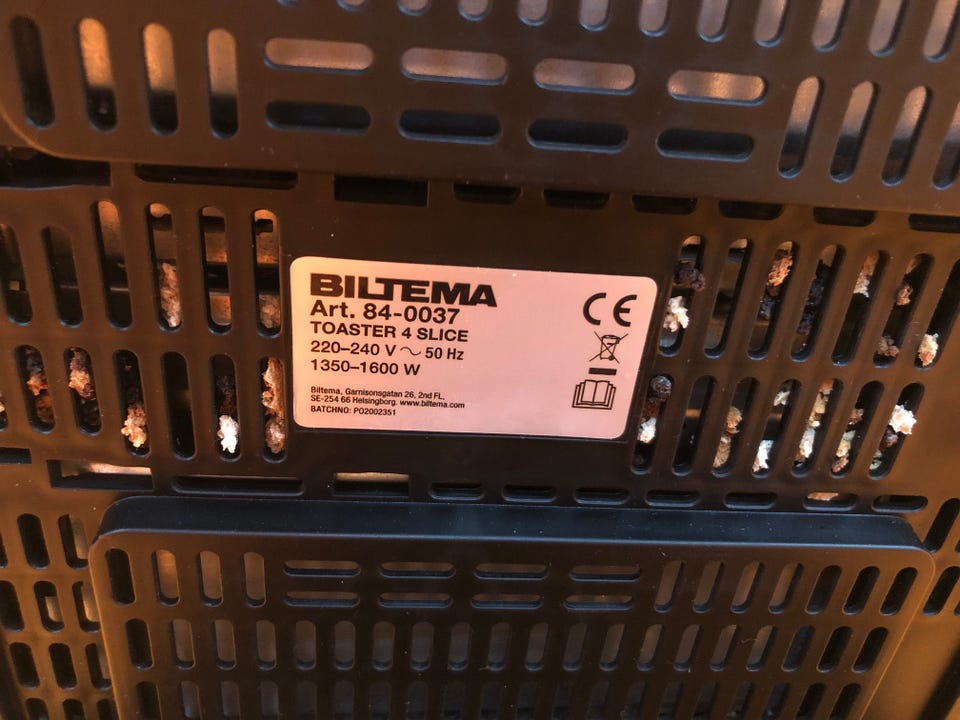 BILTEMA
Art. 84-0037
TOASTER 4 SLICE
220–240 V ~ 50 Hz
1350–1600 W
Biltema, Garnisonsgatan 26, 2nd FL,
SE-254 66 Helsingborg. www.biltema.com
BATCHNO: PO2002351
CE